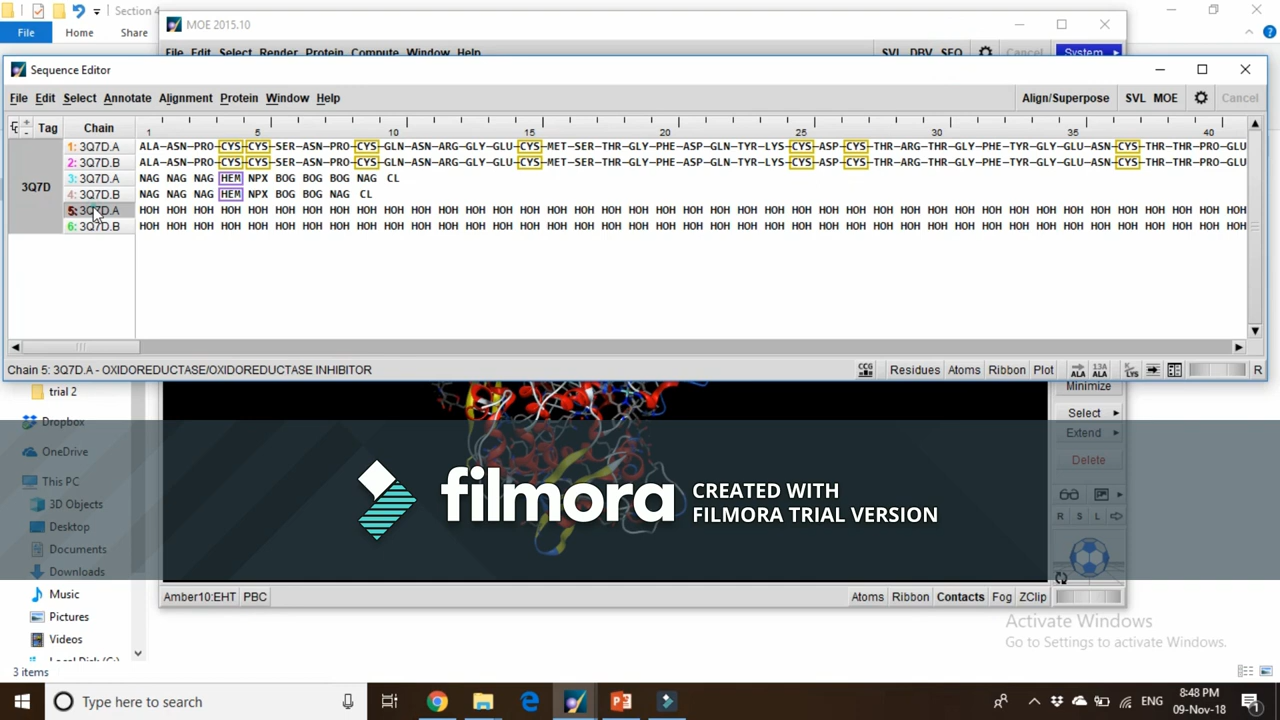 Section 4
File Home Share
MOE 2015.10
File Edit Select Render Protein Compute Window Help
SVL DBV SEQ Cancel System
Sequence Editor
File Edit Select Annotate Alignment Protein Window Help
Align/Superpose SVL MOE Cancel
Tag Chain
1 5 10 15 20 25 30 35 40
3Q7D
1: 3Q7D.A ALA-ASN-PRO-CYS-CYS-SER-ASN-PRO-CYS-GLN-ASN-ARG-GLY-GLU-CYS-MET-SER-THR-GLY-PHE-ASP-GLN-TYR-LYS-CYS-ASP-CYS-THR-ARG-THR-GLY-PHE-TYR-GLY-GLU-ASN-CYS-THR-THR-PRO-GLU
2: 3Q7D.B ALA-ASN-PRO-CYS-CYS-SER-ASN-PRO-CYS-GLN-ASN-ARG-GLY-GLU-CYS-MET-SER-THR-GLY-PHE-ASP-GLN-TYR-LYS-CYS-ASP-CYS-THR-ARG-THR-GLY-PHE-TYR-GLY-GLU-ASN-CYS-THR-THR-PRO-GLU
3: 3Q7D.A NAG NAG NAG HEM NPX BOG BOG BOG NAG CL
4: 3Q7D.B NAG NAG NAG HEM NPX BOG BOG NAG CL
5: 3Q7D.A HOH HOH HOH HOH HOH HOH HOH HOH HOH HOH HOH HOH HOH HOH HOH HOH HOH HOH HOH HOH HOH HOH HOH HOH HOH HOH HOH HOH HOH HOH HOH HOH HOH HOH HOH HOH HOH HOH HOH HOH HOH
6: 3Q7D.B HOH HOH HOH HOH HOH HOH HOH HOH HOH HOH HOH HOH HOH HOH HOH HOH HOH HOH HOH HOH HOH HOH HOH HOH HOH HOH HOH HOH HOH HOH HOH HOH HOH HOH HOH HOH HOH HOH HOH HOH HOH
Chain 5: 3Q7D.A - OXIDOREDUCTASE/OXIDOREDUCTASE INHIBITOR
Residues Atoms Ribbon Plot R
trial 2
Dropbox
OneDrive
This PC
3D Objects
Desktop
Documents
Downloads
Music
Pictures
Videos
3 items
Minimize
Select
Extend
Delete
R S L
filmora
CREATED WITH
FILMORA TRIAL VERSION
Amber10:EHT PBC
Atoms Ribbon Contacts Fog ZClip
Activate Windows
Go to Settings to activate Windows.
Type here to search
ENG
8:48 PM
09-Nov-18